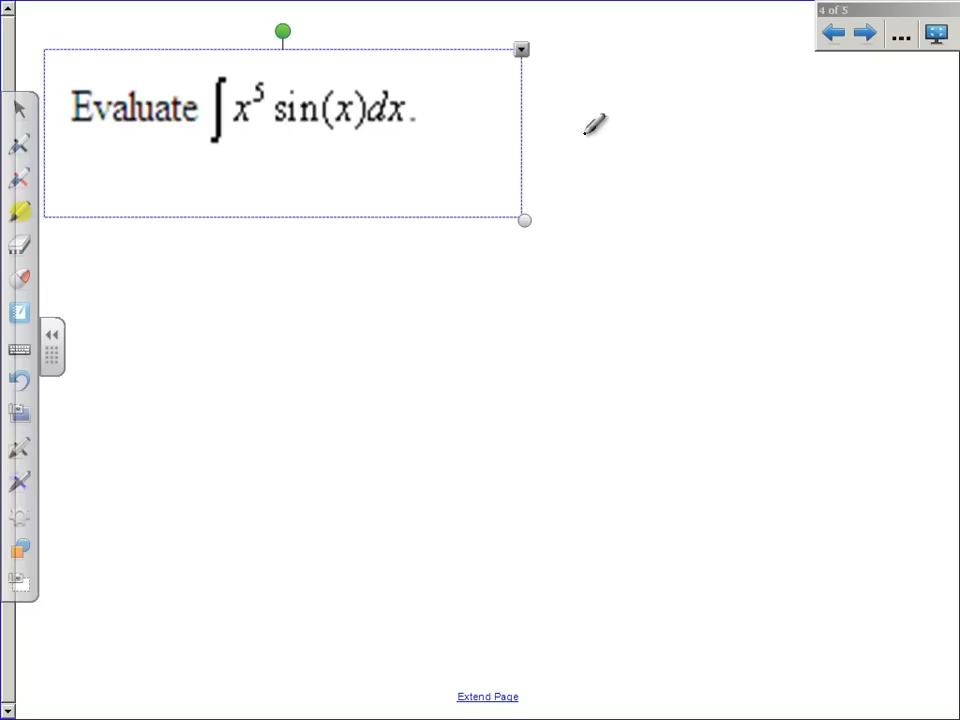 4 of 5
Evaluate ∫ x⁵ sin(x)dx.
...
Extend Page